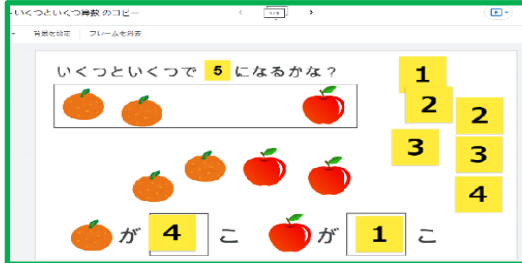 いくつといくつ算数 のコピー
背景を設定 フレームを消去
いくつといくつで 5 になるかな？
1
2
2
3
3
4
が 4 こ が 1 こ